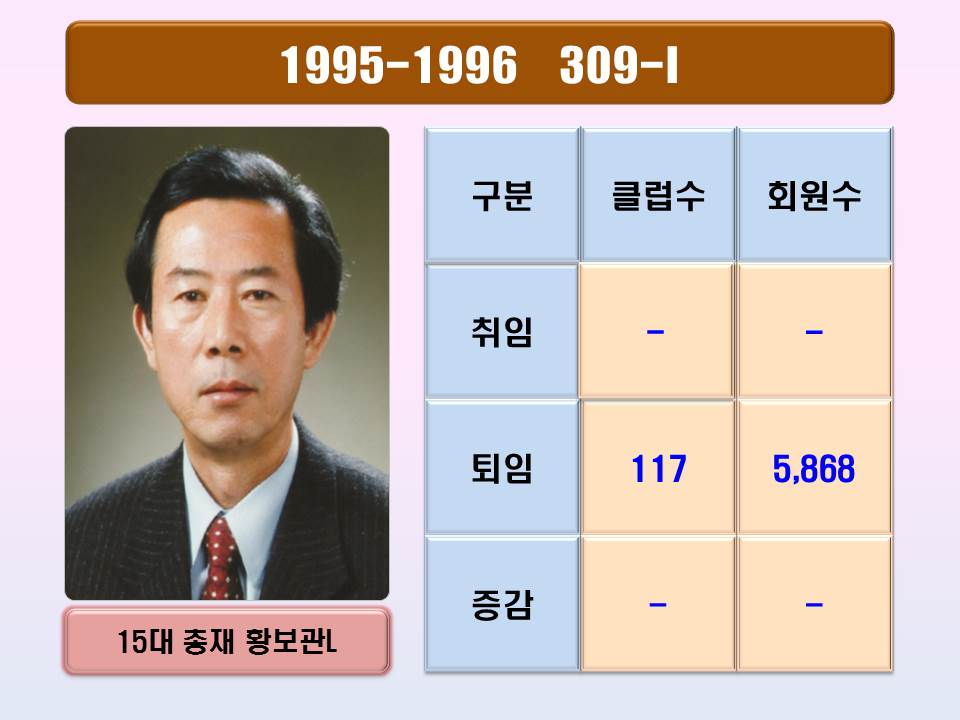 1995-1996 309-I
구분 클럽수 회원수
취임 - -
퇴임 117 5,868
증감 - -
15대 총재 황보관L